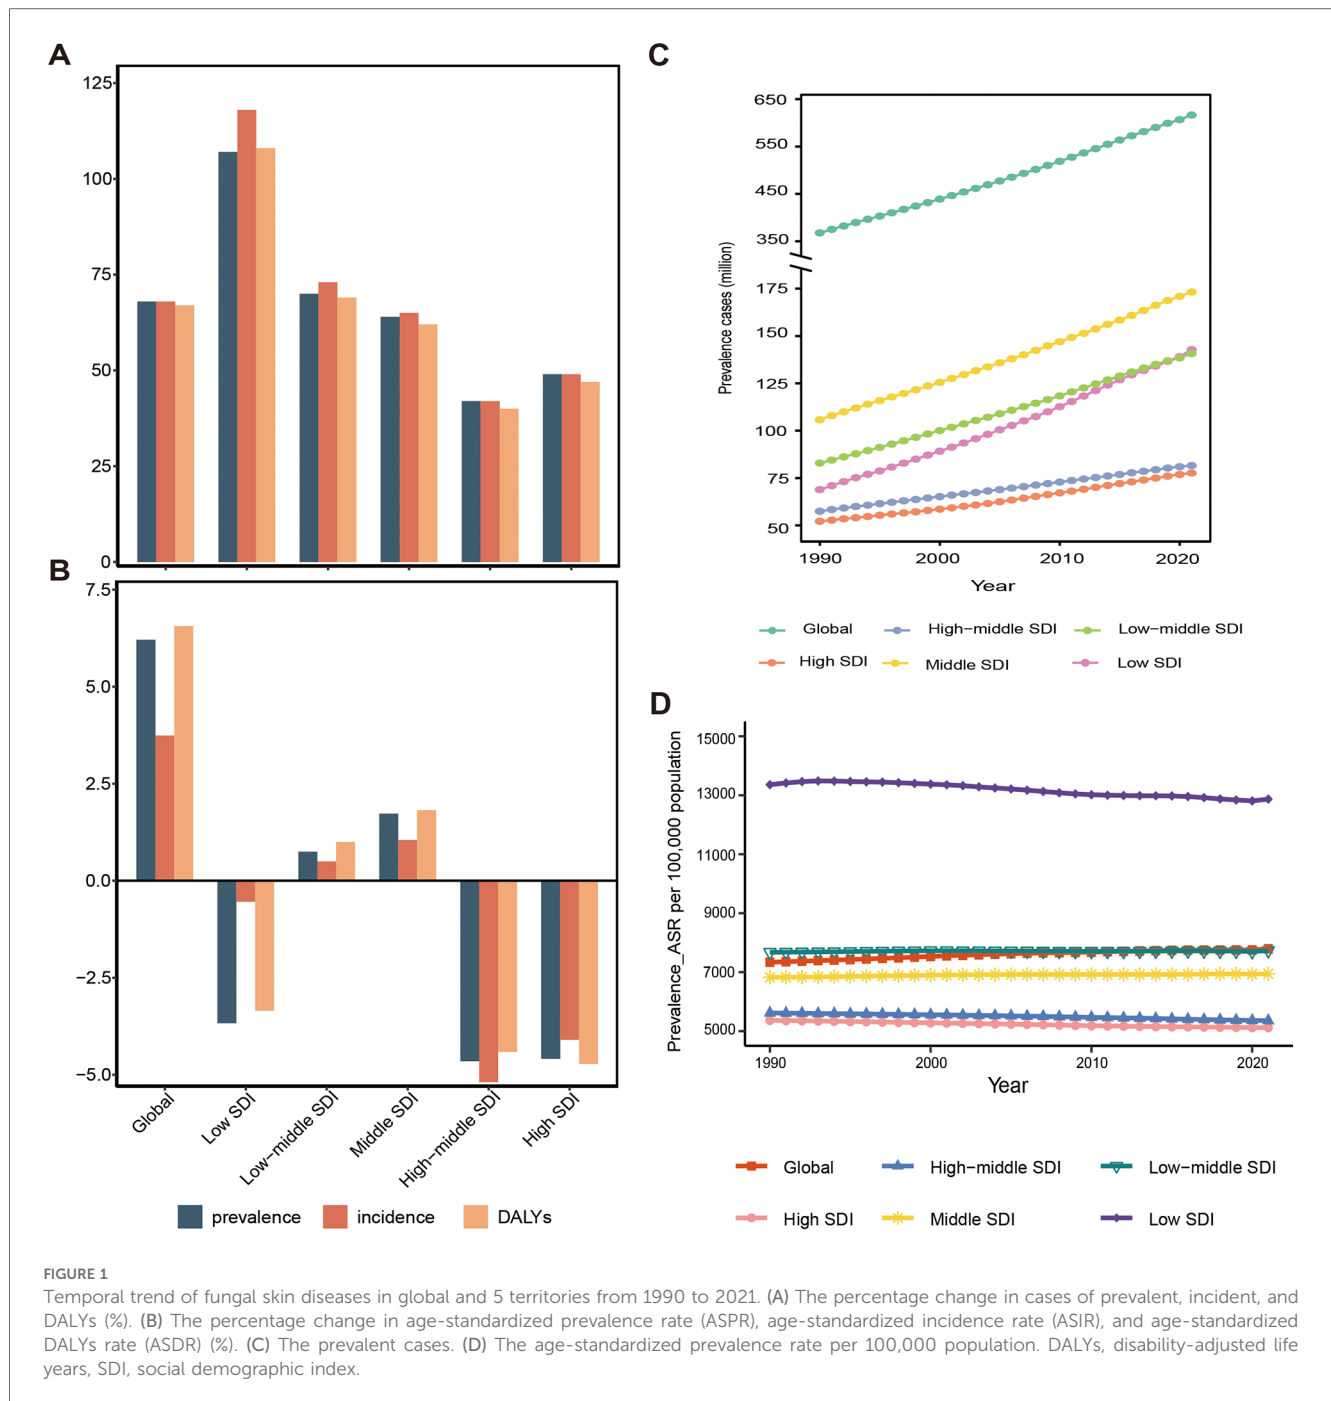 A
125
100
75
50
25
0
B
7.5
5.0
2.5
0.0
−2.5
−5.0
Global
Low SDI
Low−middle SDI
Middle SDI
High−middle SDI
High SDI
prevalence
incidence
DALYs
C
Prevalence cases (million)
650
550
450
350
175
150
125
100
75
50
1990
2000
2010
2020
Year
Global
High−middle SDI
Low−middle SDI
High SDI
Middle SDI
Low SDI
D
Prevalence_ASR per 100,000 population
15000
13000
11000
9000
7000
5000
1990
2000
2010
2020
Year
Global
High−middle SDI
Low−middle SDI
High SDI
Middle SDI
Low SDI
FIGURE 1
Temporal trend of fungal skin diseases in global and 5 territories from 1990 to 2021. (A) The percentage change in cases of prevalent, incident, and
DALYs (%). (B) The percentage change in age-standardized prevalence rate (ASPR), age-standardized incidence rate (ASIR), and age-standardized
DALYs rate (ASDR) (%). (C) The prevalent cases. (D) The age-standardized prevalence rate per 100,000 population. DALYs, disability-adjusted life
years, SDI, social demographic index.